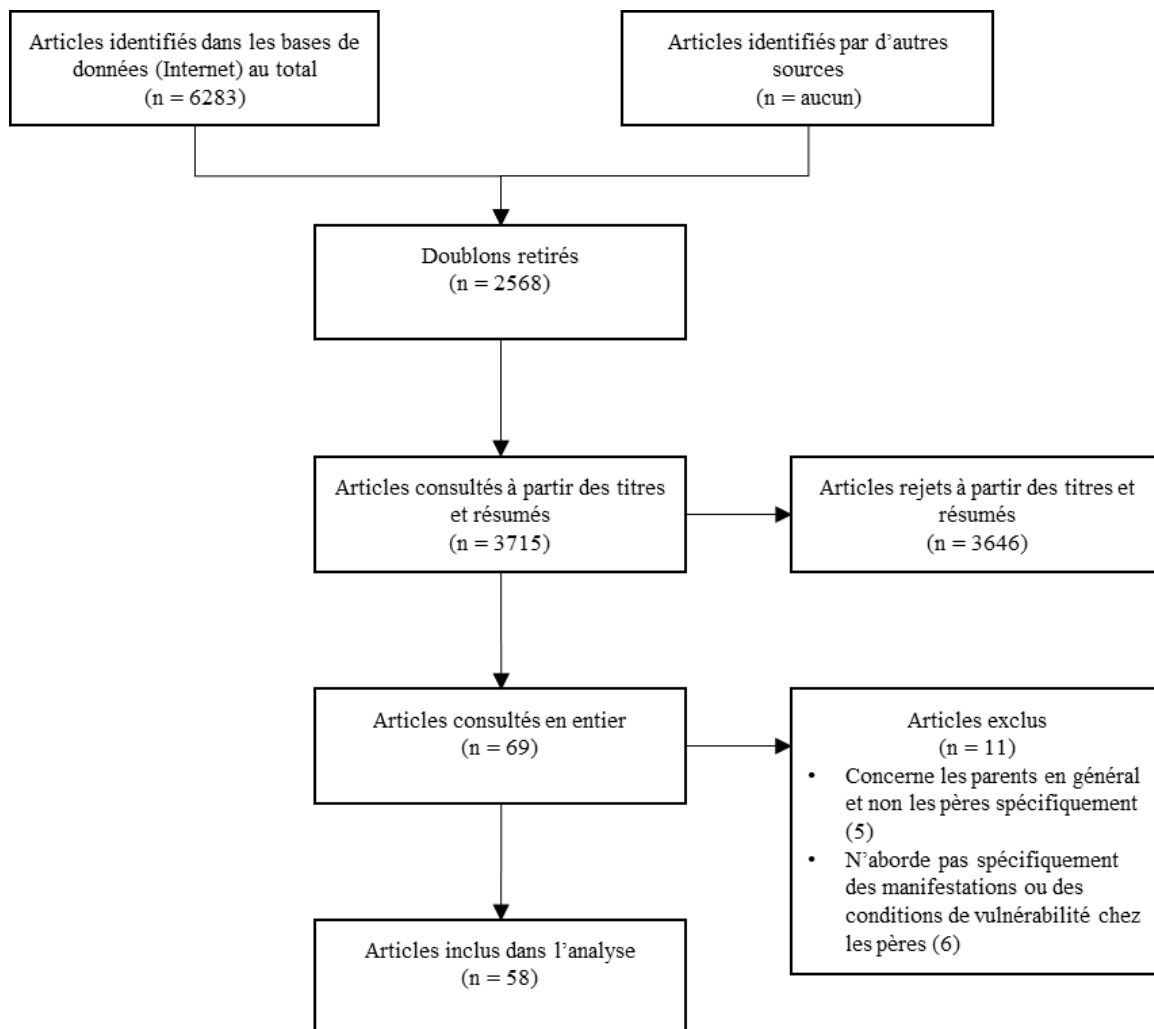 Articles identifiés dans les bases de
données (Internet) au total
(n = 6283)
Articles identifiés par d’autres
sources
(n = aucun)
Doublons retirés
(n = 2568)
Articles consultés à partir des titres
et résumés
(n = 3715)
Articles rejets à partir des titres et
résumés
(n = 3646)
Articles consultés en entier
(n = 69)
Articles exclus
(n = 11)
• Concerne les parents en général
et non les pères spécifiquement
(5)
• N’aborde pas spécifiquement
des manifestations ou des
conditions de vulnérabilité chez
les pères (6)
Articles inclus dans l’analyse
(n = 58)